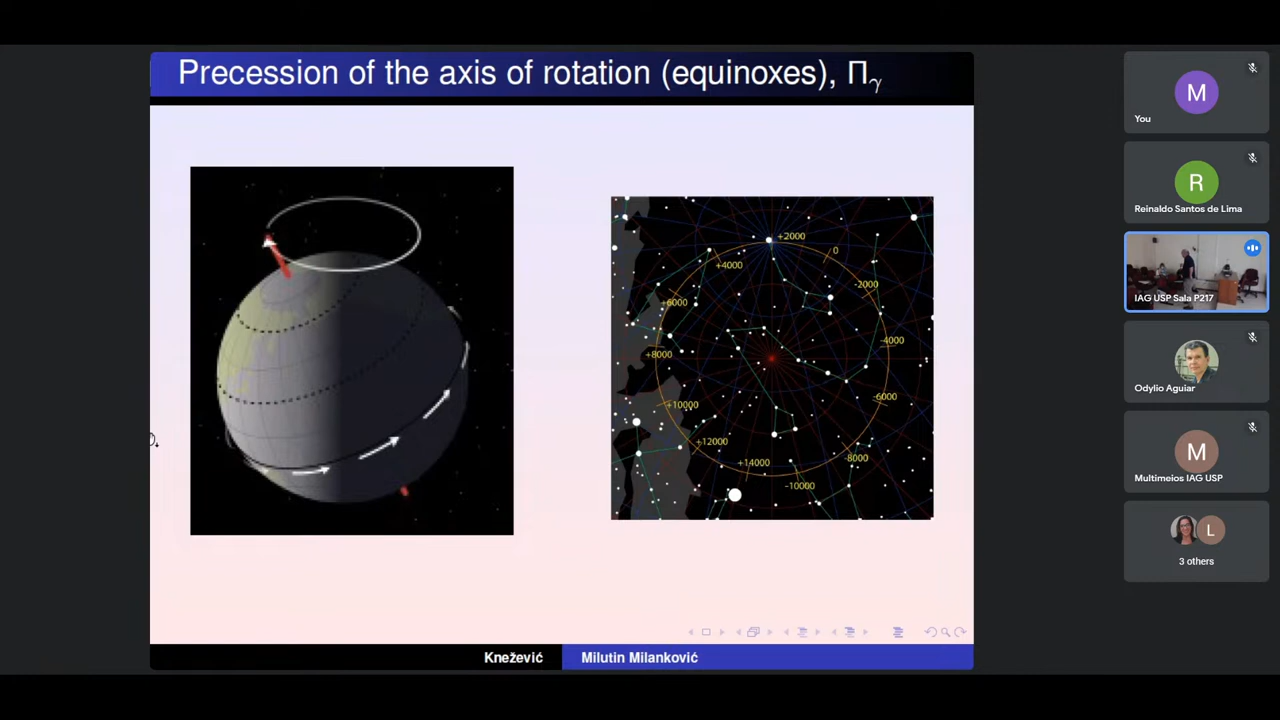 Precession of the axis of rotation (equinoxes), Πγ
+2000
0
+4000
-2000
+6000
-4000
+8000
-6000
+10000
+12000
-8000
+14000
-10000
Knežević
Milutin Milanković
M
You
R
Reinaldo Santos de Lima
IAG USP Sala P217
Odylio Aguiar
M
Multimeios IAG USP
L
3 others